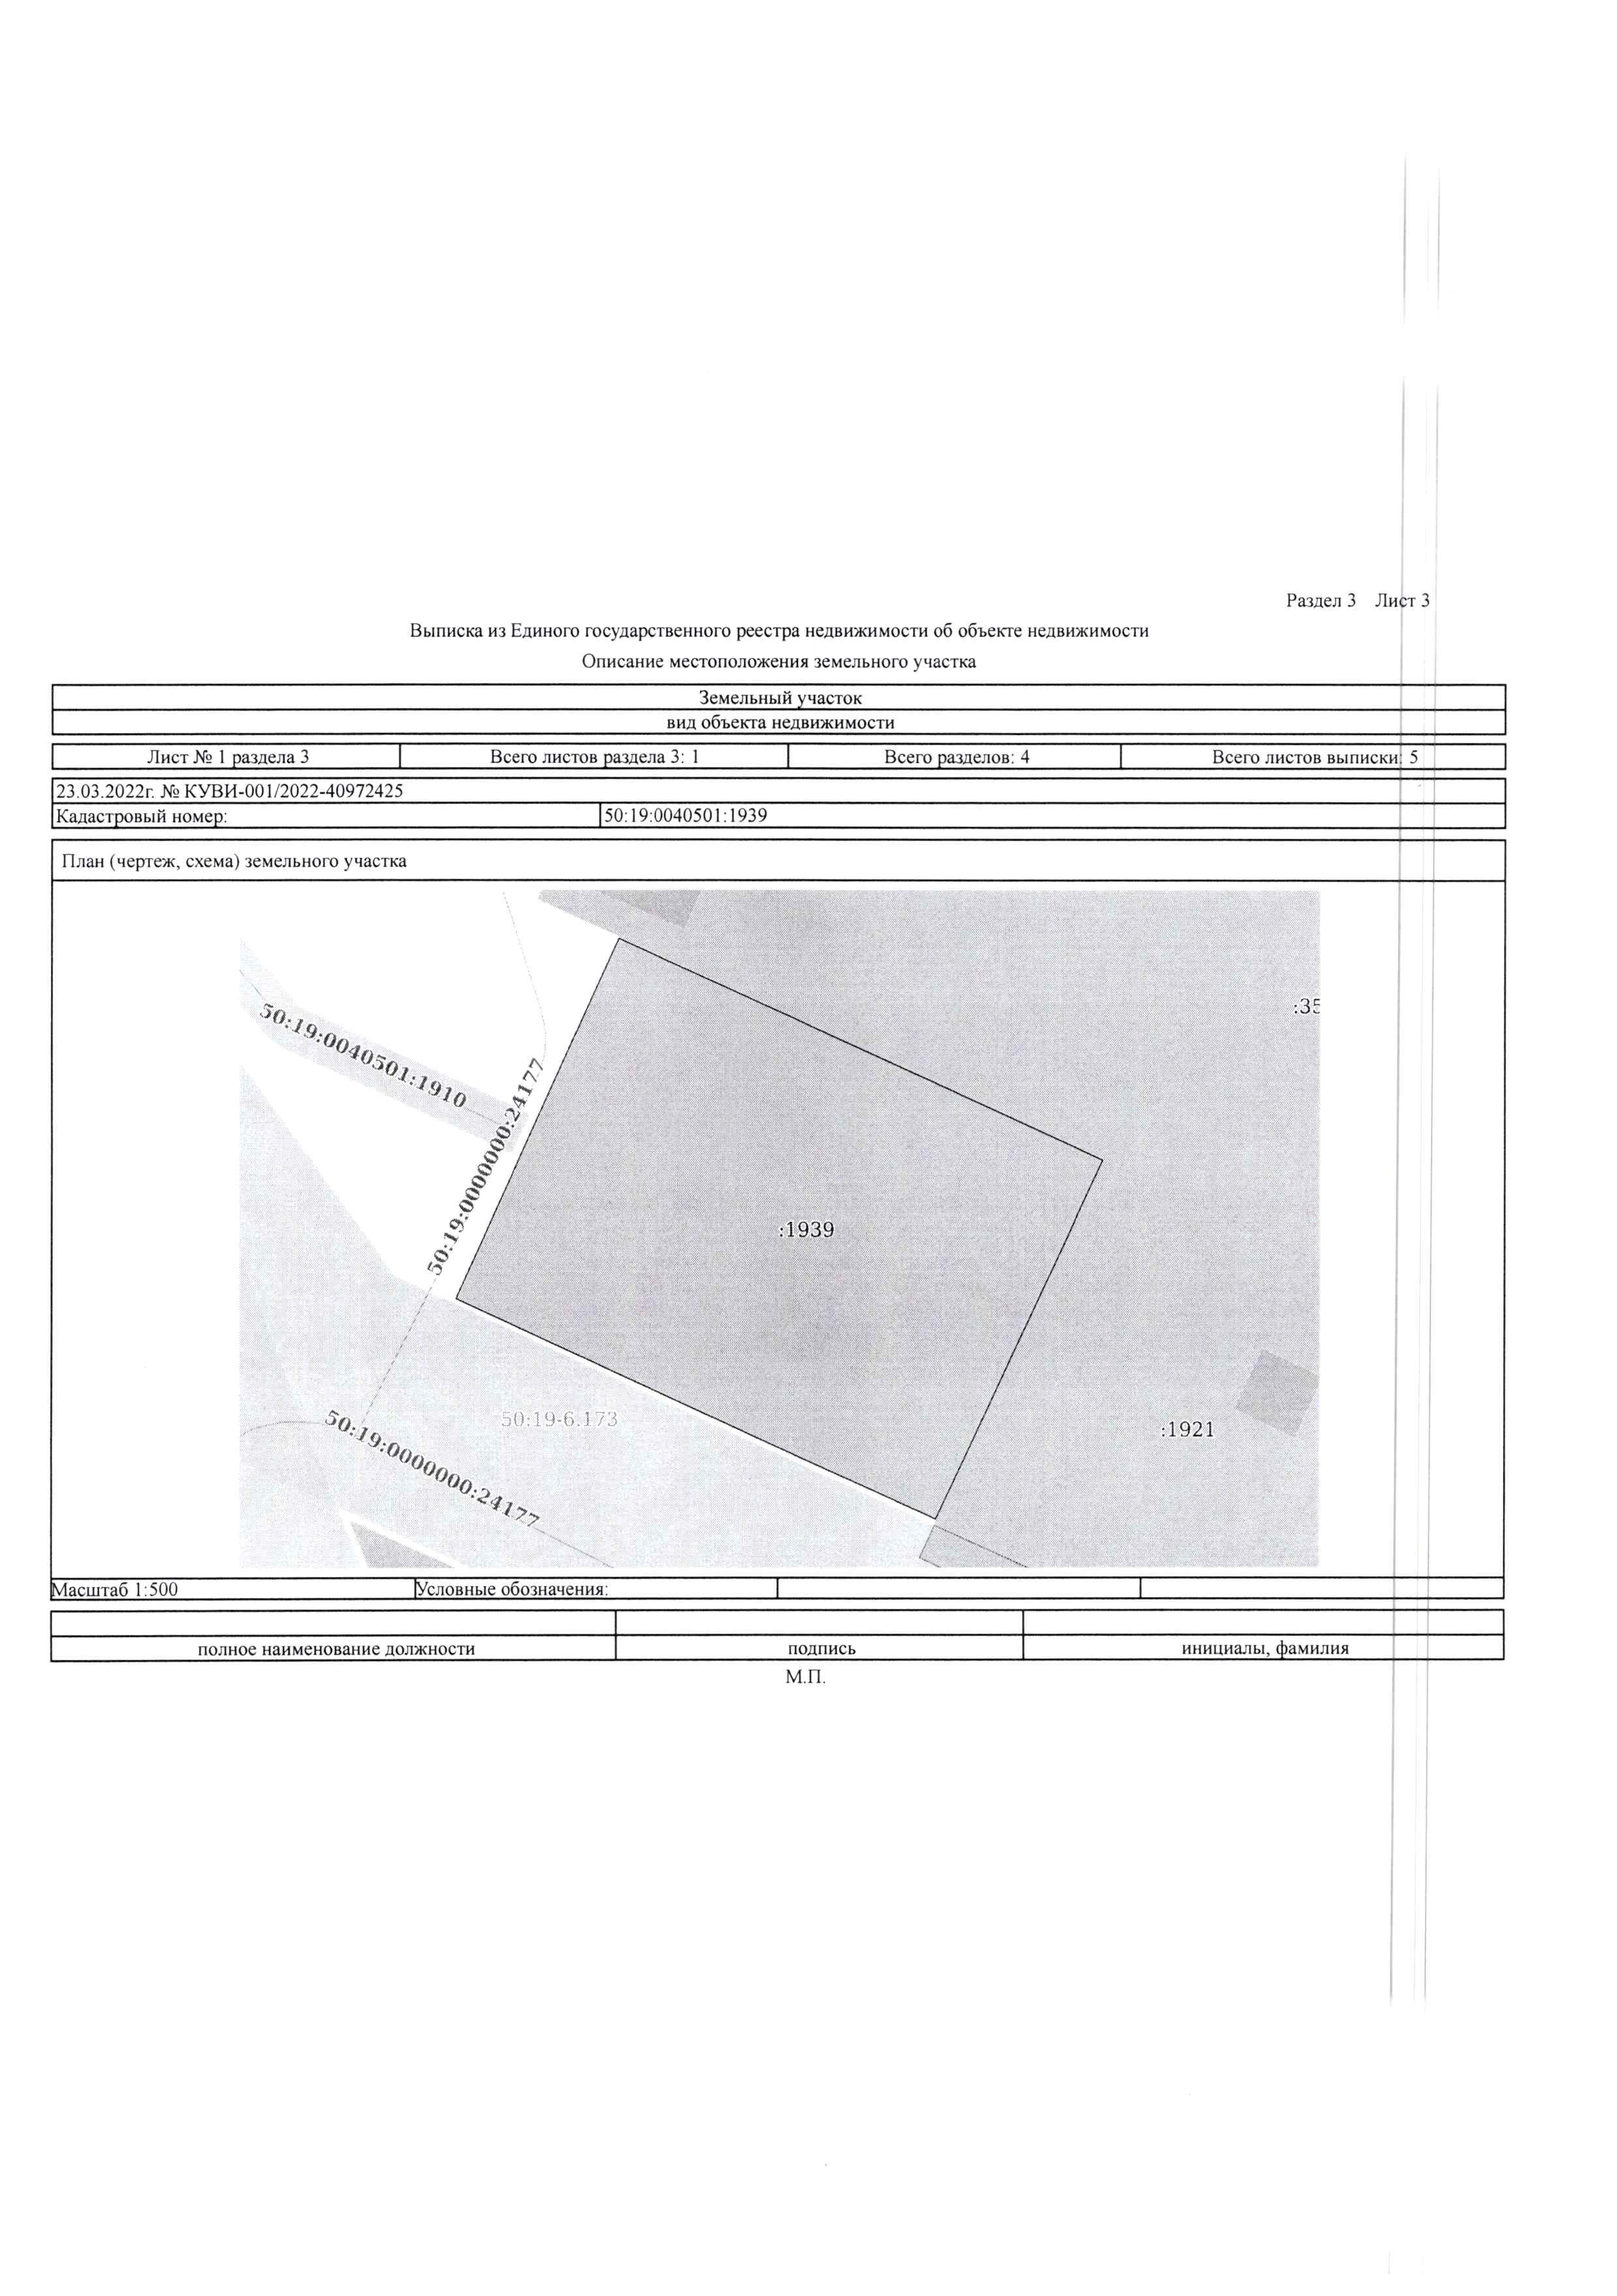 Раздел 3 Лист 3
Выписка из Единого государственного реестра недвижимости об объекте недвижимости
Описание местоположения земельного участка
Земельный участок
вид объекта недвижимости
Лист № 1 раздела 3 Всего листов раздела 3: 1 Всего разделов: 4 Всего листов выписки: 5
23.03.2022г. № КУВИ-001/2022-40972425
Кадастровый номер: 50:19:0040501:1939
План (чертеж, схема) земельного участка
:35
50:19:0040501:1910
50:19:0000000:24177
:1939
50:19-6.173
:1921
50:19:0000000:24177
Масштаб 1:500 Условные обозначения:
полное наименование должности подпись инициалы, фамилия
М.П.